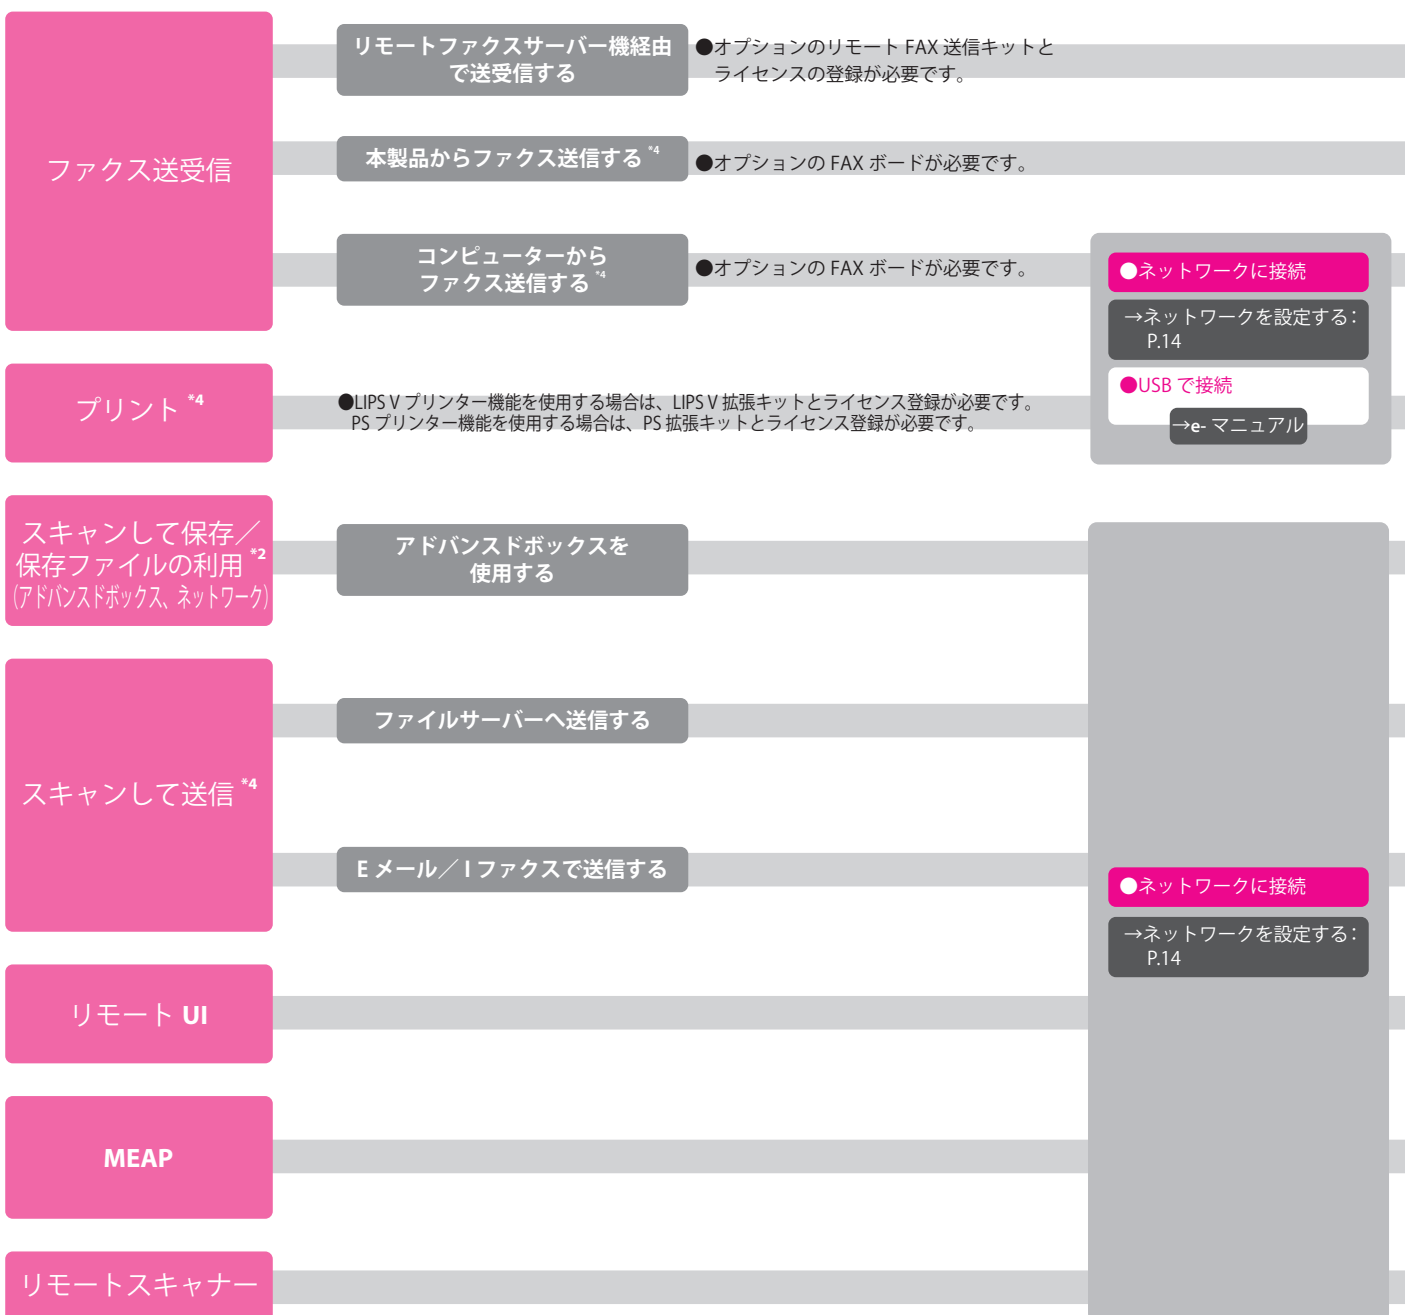 ファクス送受信
リモートファクスサーバー機経由
で送受信する
●オプションのリモート FAX 送信キットと
ライセンスの登録が必要です。
本製品からファクス送信する *4
●オプションの FAX ボードが必要です。
コンピューターから
ファクス送信する *4
●オプションの FAX ボードが必要です。
●ネットワークに接続
→ネットワークを設定する：
P.14
●USB で接続
→e- マニュアル
プリント *4
●LIPS V プリンター機能を使用する場合は、LIPS V 拡張キットとライセンス登録が必要です。
PS プリンター機能を使用する場合は、PS 拡張キットとライセンス登録が必要です。
スキャンして保存／
保存ファイルの利用 *2
（アドバンスドボックス、ネットワーク）
アドバンスドボックスを
使用する
スキャンして送信 *4
ファイルサーバーへ送信する
E メール／I ファクスで送信する
●ネットワークに接続
→ネットワークを設定する：
P.14
リモート UI
MEAP
リモートスキャナー